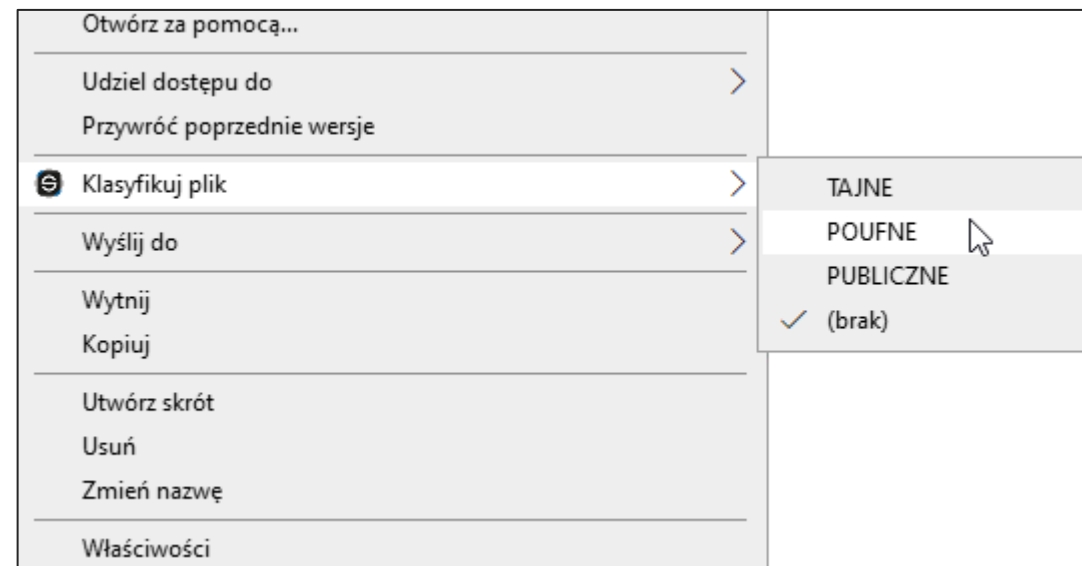 Otwórz za pomocą...
Udziel dostępu do
Przywróć poprzednie wersje
Klasyfikuj plik
Wyślij do
Wytnij
Kopiuj
Utwórz skrót
Usuń
Zmień nazwę
Właściwości
TAJNE
POUFNE
PUBLICZNE
(brak)